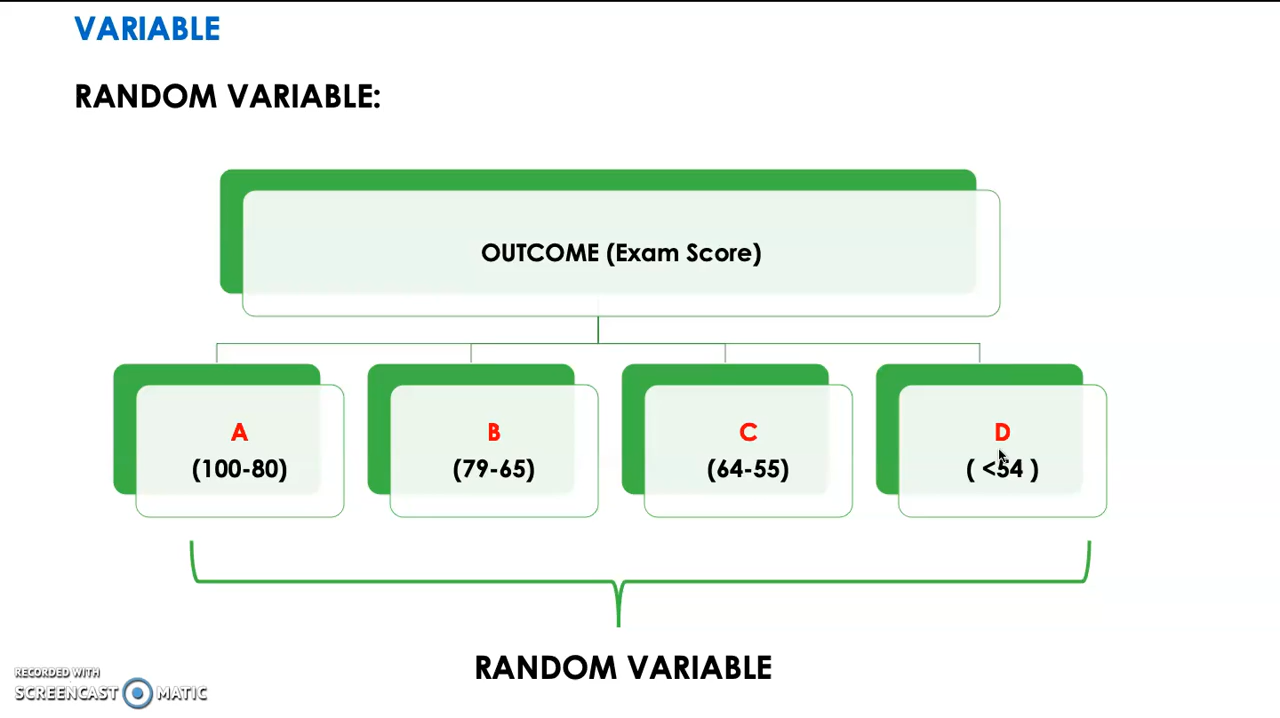 VARIABLE
RANDOM VARIABLE:
OUTCOME (Exam Score)
A
(100-80)
B
(79-65)
C
(64-55)
D
( <54 )
RANDOM VARIABLE
RECORDED WITH
SCREENCAST MATIC